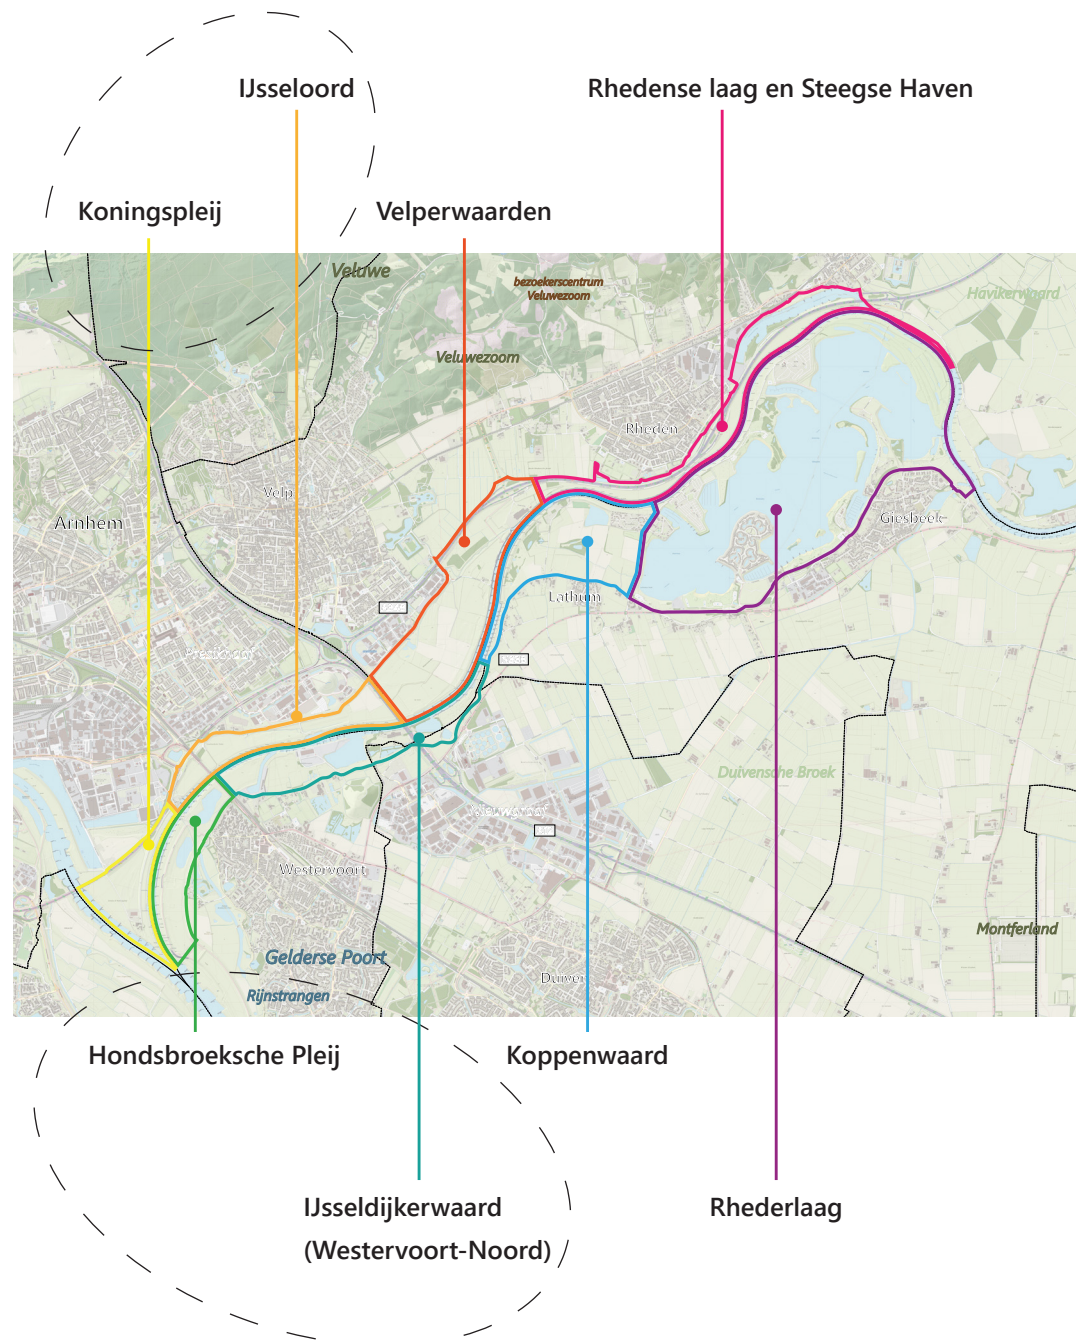 IJsseloord
Rhedense laag en Steegse Haven
Koningspleij
Velperwaarden
Veluwe
bezoekerscentrum
Veluwezoom
Havikerwaard
Veluwezoom
Rheden
Velp
Arnhem
Giesbeek
Lathum
Presikhaaf
Duivensche Broek
Nieuwgraaf
Westervoort
Montferland
Gelderse Poort
Duiven
Rijnstrangen
Hondsbroeksche Pleij
Koppenwaard
IJsseldijkerwaard
(Westervoort-Noord)
Rhederlaag